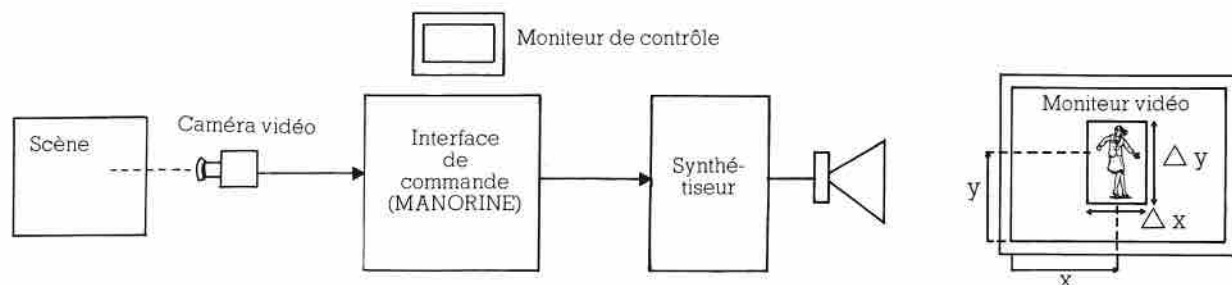 Moniteur de contrôle
Scène
Caméra vidéo
Interface
de
commande
(MANORINE)
Synthé-
tiseur
Moniteur vidéo
y
△ y
△ x
x